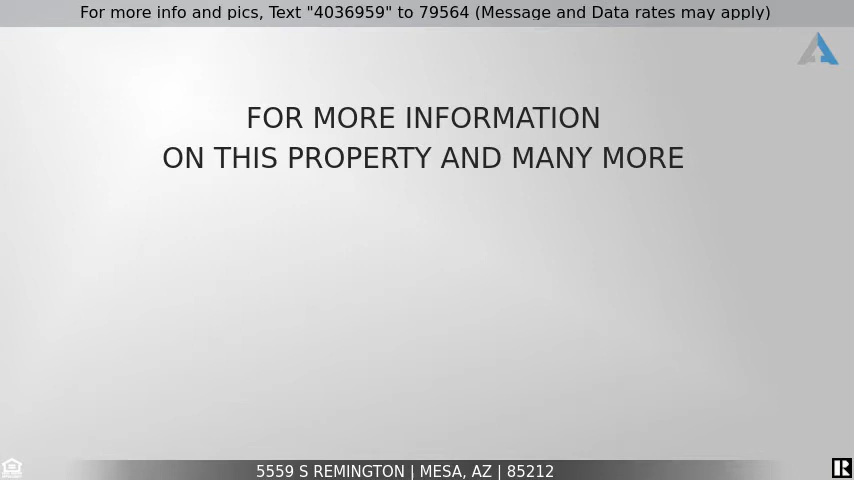 For more info and pics, Text "4036959" to 79564 (Message and Data rates may apply)
FOR MORE INFORMATION
ON THIS PROPERTY AND MANY MORE
5559 S REMINGTON | MESA, AZ | 85212